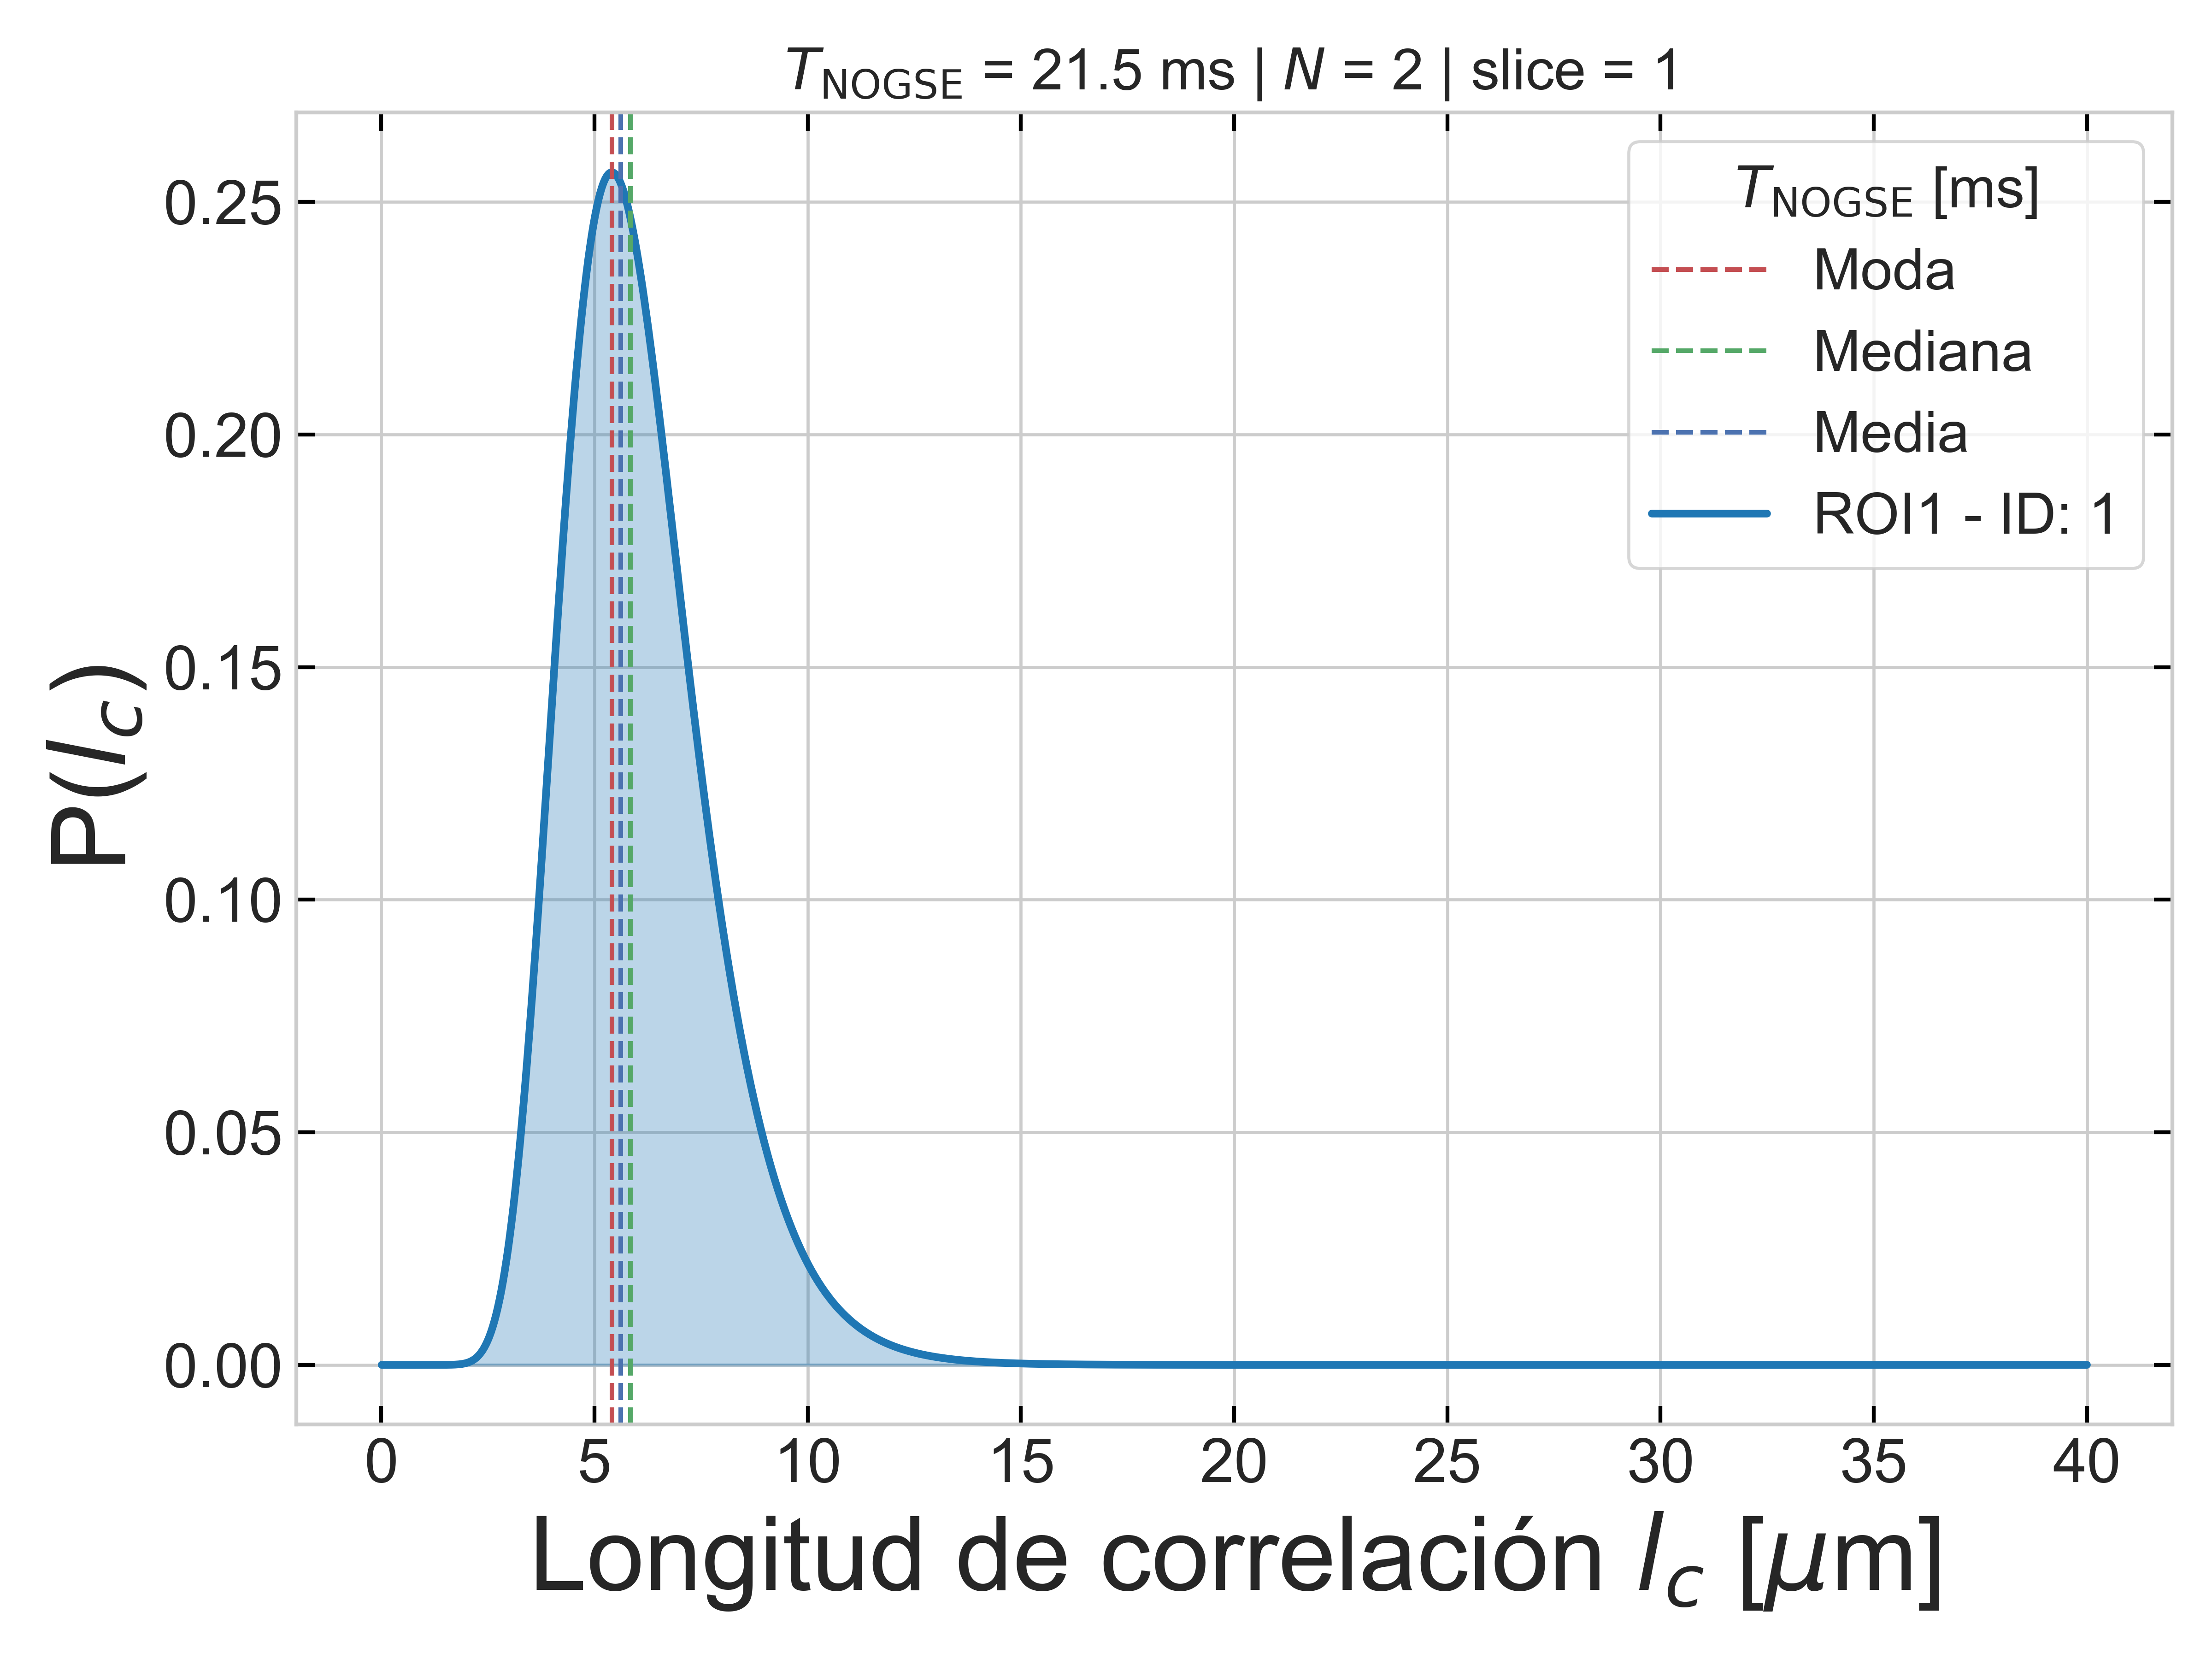 T_NOGSE = 21.5 ms | N = 2 | slice = 1
T_NOGSE [ms]
Moda
Mediana
Media
ROI1 - ID: 1
P(l_c)
0.25
0.20
0.15
0.10
0.05
0.00
0 5 10 15 20 25 30 35 40
Longitud de correlación l_c [μm]